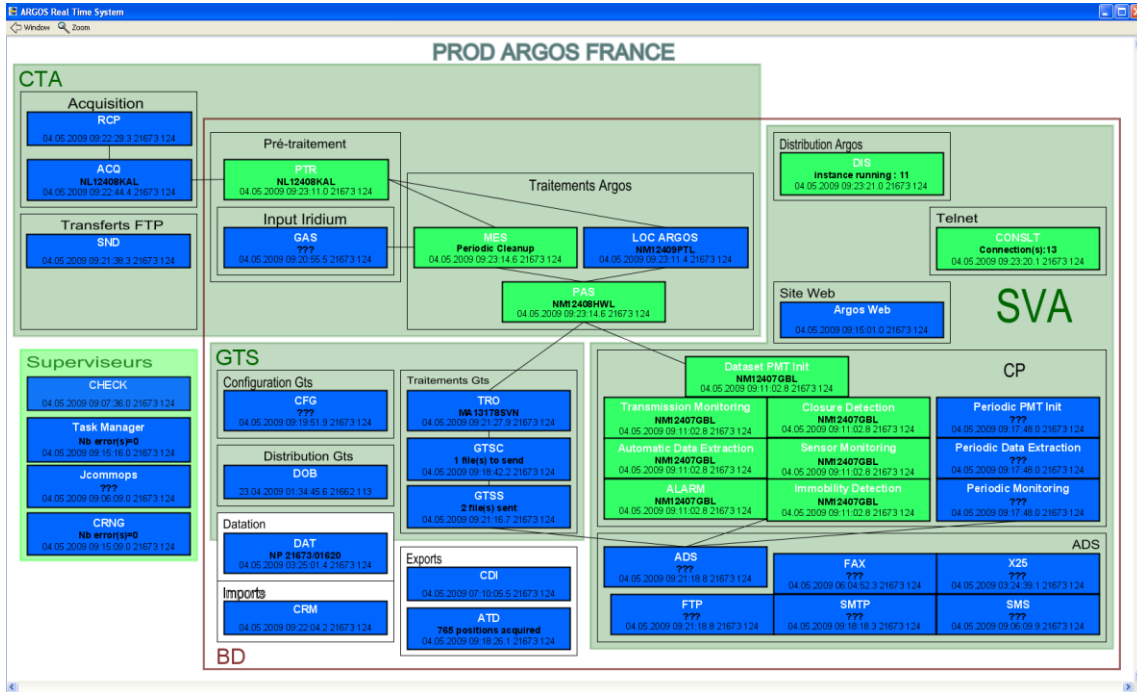 ARGOS Real Time System
Window Zoom
PROD ARGOS FRANCE
CTA
Acquisition
RCP
04.05.2009 09:22:29.3 21673 124
ACQ
NL12408KAL
04.05.2009 09:22:44.4 21673 124
Transferts FTP
SND
04.05.2009 09:21:38.3 21673 124
Pré-traitement
PTR
NL12408KAL
04.05.2009 09:23:11.0 21673 124
Input Iridium
GAS
???
04.05.2009 09:20:55.5 21673 124
Traitements Argos
MES
Periodic Cleanup
04.05.2009 09:23:14.6 21673 124
LOC ARGOS
NM12409PTL
04.05.2009 09:23:11.4 21673 124
PAS
NM12408HWL
04.05.2009 09:23:14.6 21673 124
Distribution Argos
DIS
instance running : 11
04.05.2009 09:23:21.0 21673 124
Telnet
CONSLT
Connection(s):13
04.05.2009 09:23:20.1 21673 124
Site Web
Argos Web
04.05.2009 09:15:01.0 21673 124
SVA
Superviseurs
CHECK
04.05.2009 09:07:36.0 21673 124
Task Manager
Nb error(s)=0
04.05.2009 09:15:16.0 21673 124
Jcommops
???
04.05.2009 09:06:09.0 21673 124
CRNG
Nb error(s)=0
04.05.2009 09:15:09.0 21673 124
GTS
Configuration Gts
CFG
???
04.05.2009 09:19:51.9 21673 124
Distribution Gts
DOB
23.04.2009 01:34:45.6 21662 113
Datation
DAT
NP 21673/01620
04.05.2009 03:25:01.4 21673 124
Imports
CRM
04.05.2009 09:22:04.2 21673 124
BD
Traitements Gts
TRO
MA13178SVN
04.05.2009 09:21:27.9 21673 124
GTSC
1 file(s) to send
04.05.2009 09:18:42.2 21673 124
GTSS
2 file(s) sent
04.05.2009 09:21:16.7 21673 124
Exports
CDI
04.05.2009 07:10:05.5 21673 124
ATD
765 positions acquired
04.05.2009 09:18:26.1 21673 124
CP
Dataset PMT Init
NM12407GBL
04.05.2009 09:11:02.8 21673 124
Transmission Monitoring
NM12407GBL
04.05.2009 09:11:02.8 21673 124
Closure Detection
NM12407GBL
04.05.2009 09:11:02.8 21673 124
Periodic PMT Init
???
04.05.2009 09:17:48.0 21673 124
Automatic Data Extraction
NM12407GBL
04.05.2009 09:11:02.8 21673 124
Sensor Monitoring
NM12407GBL
04.05.2009 09:11:02.8 21673 124
Periodic Data Extraction
???
04.05.2009 09:17:48.0 21673 124
ALARM
NM12407GBL
04.05.2009 09:11:02.8 21673 124
Immobility Detection
NM12407GBL
04.05.2009 09:11:02.8 21673 124
Periodic Monitoring
???
04.05.2009 09:17:48.0 21673 124
ADS
ADS
???
04.05.2009 09:21:18.8 21673 124
FAX
???
04.05.2009 06:04:52.3 21673 124
X25
???
04.05.2009 03:24:39.1 21673 124
FTP
???
04.05.2009 09:21:18.8 21673 124
SMTP
???
04.05.2009 09:18:18.3 21673 124
SMS
???
04.05.2009 09:06:09.9 21673 124